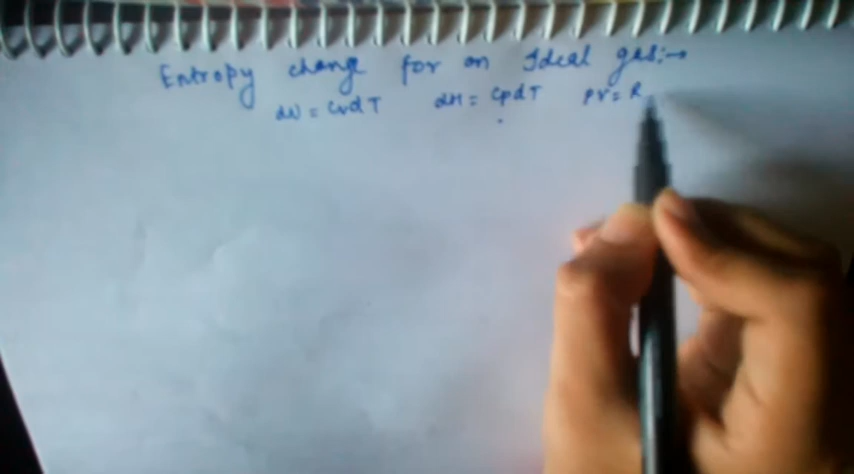 Entropy change for an Ideal gas:→
dU = CvdT dH = CpdT PV = R